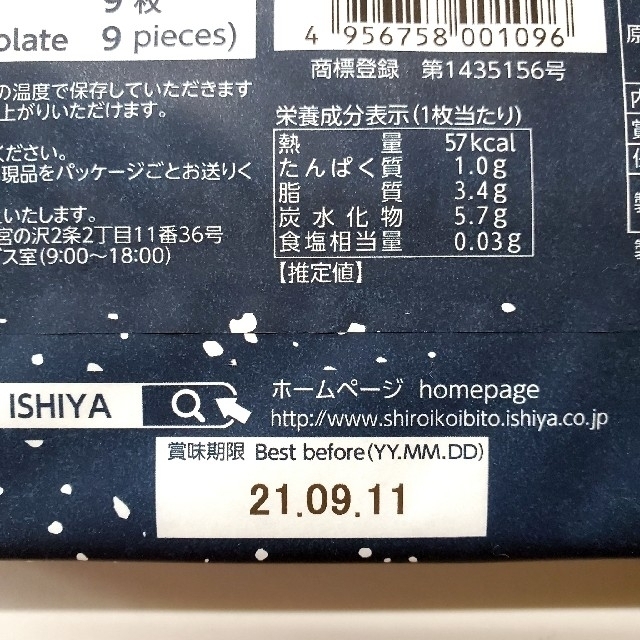 9 枚
olate 9 pieces)
4 956758 001096
商標登録 第1435156号
の温度で保存していただきます
上がりいただけます。
ください。
現品をパッケージごとお送りく
いたします。
宮の沢2条2丁目11番36号
ズ室(9:00～18:00)
栄養成分表示(1枚当たり)
熱量 57kcal
たんぱく質 1.0g
脂質 3.4g
炭水化物 5.7g
食塩相当量 0.03g
【推定値】
原
ISHIYA
ホームページ homepage
http://www.shiroikoibito.ishiya.co.jp
賞味期限 Best before(YY.MM.DD)
21.09.11